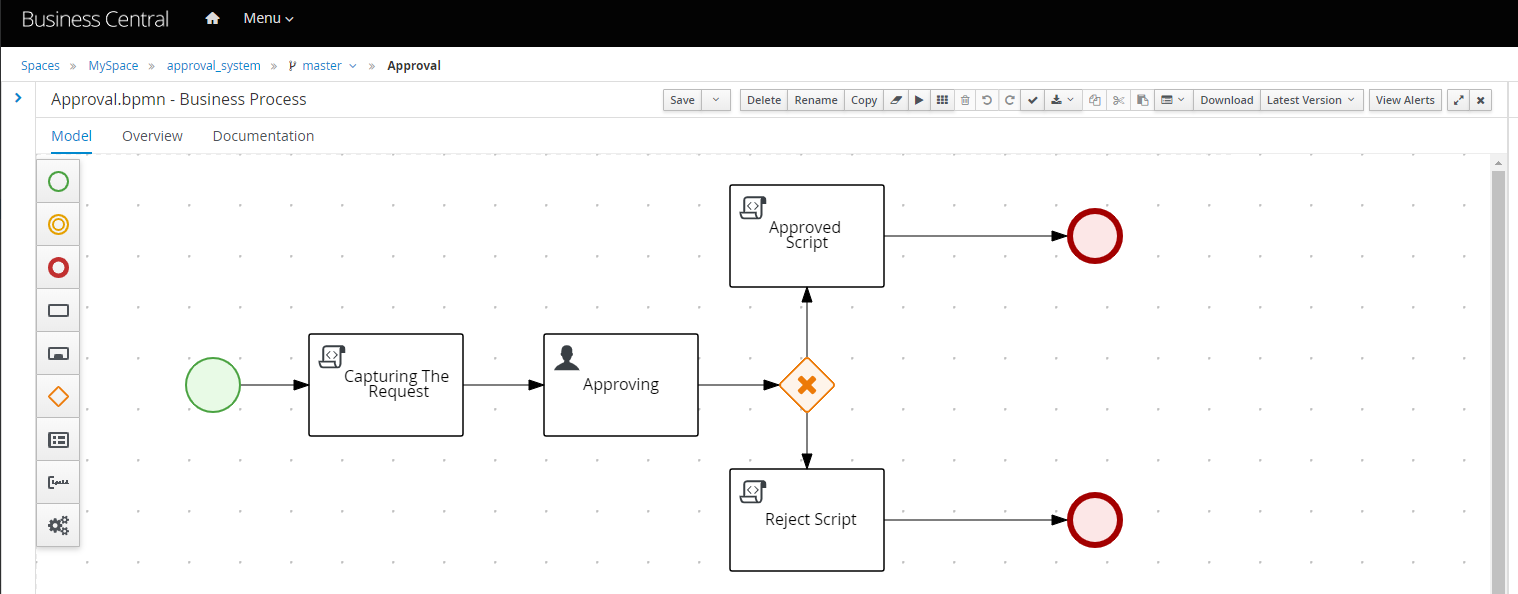 Business Central Menu
Spaces » MySpace » approval_system » master » Approval
Approval.bpmn - Business Process
Save Delete Rename Copy Download Latest Version View Alerts
Model Overview Documentation
Approved
Script
Capturing The
Request
Approving
Reject Script